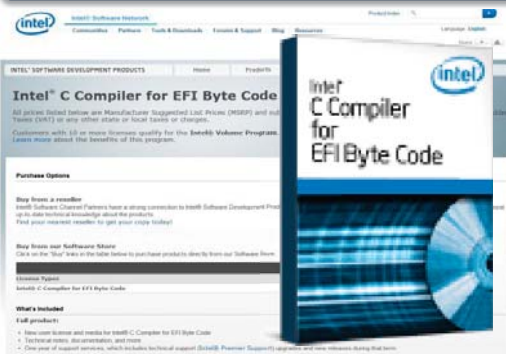 Product Index
intel
Intel® Software Network
Communities Partners Tools & Downloads Forums & Support Blog Resources
Language: English
INTEL® SOFTWARE DEVELOPMENT PRODUCTS Home Products
Intel® C Compiler for EFI Byte Code
All prices listed below are Manufacturer Suggested List Prices (MSRP) and
Taxes (VAT) or any other state or local taxes or charges.
Customers with 10 or more licenses qualify for the Intel® Volume Program.
Learn more about the benefits of this program.
Purchase Options
Buy from a reseller
Intel® Software Channel Partners have a strong connection to Intel® Software Development
up-to-date technical knowledge about the products.
Find your nearest reseller to get your copy today!
Buy from our Software Store
Click on the "Buy" links in the table below to purchase products directly from our Software Store.
License Types
Intel® C Compiler for EFI Byte Code
What's Included
Full product:
New user license and media for Intel® C Compiler for EFI Byte Code
Technical notes, documentation, and more
One year of support services, which includes technical support (Intel® Premier Support) upgrades and new releases during that term
intel
Intel®
C Compiler
for
EFI Byte Code